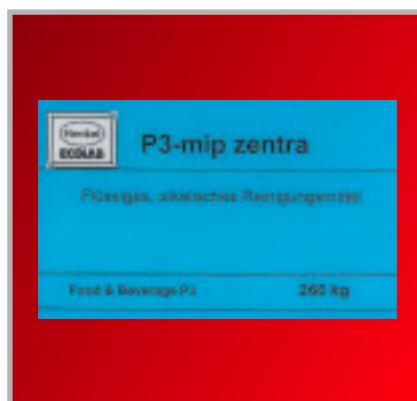 Henkel
ECOLAB
P3-mip zentra
Flüssiges, alkalisches Reinigungsmittel
Food & Beverage P3
260 kg